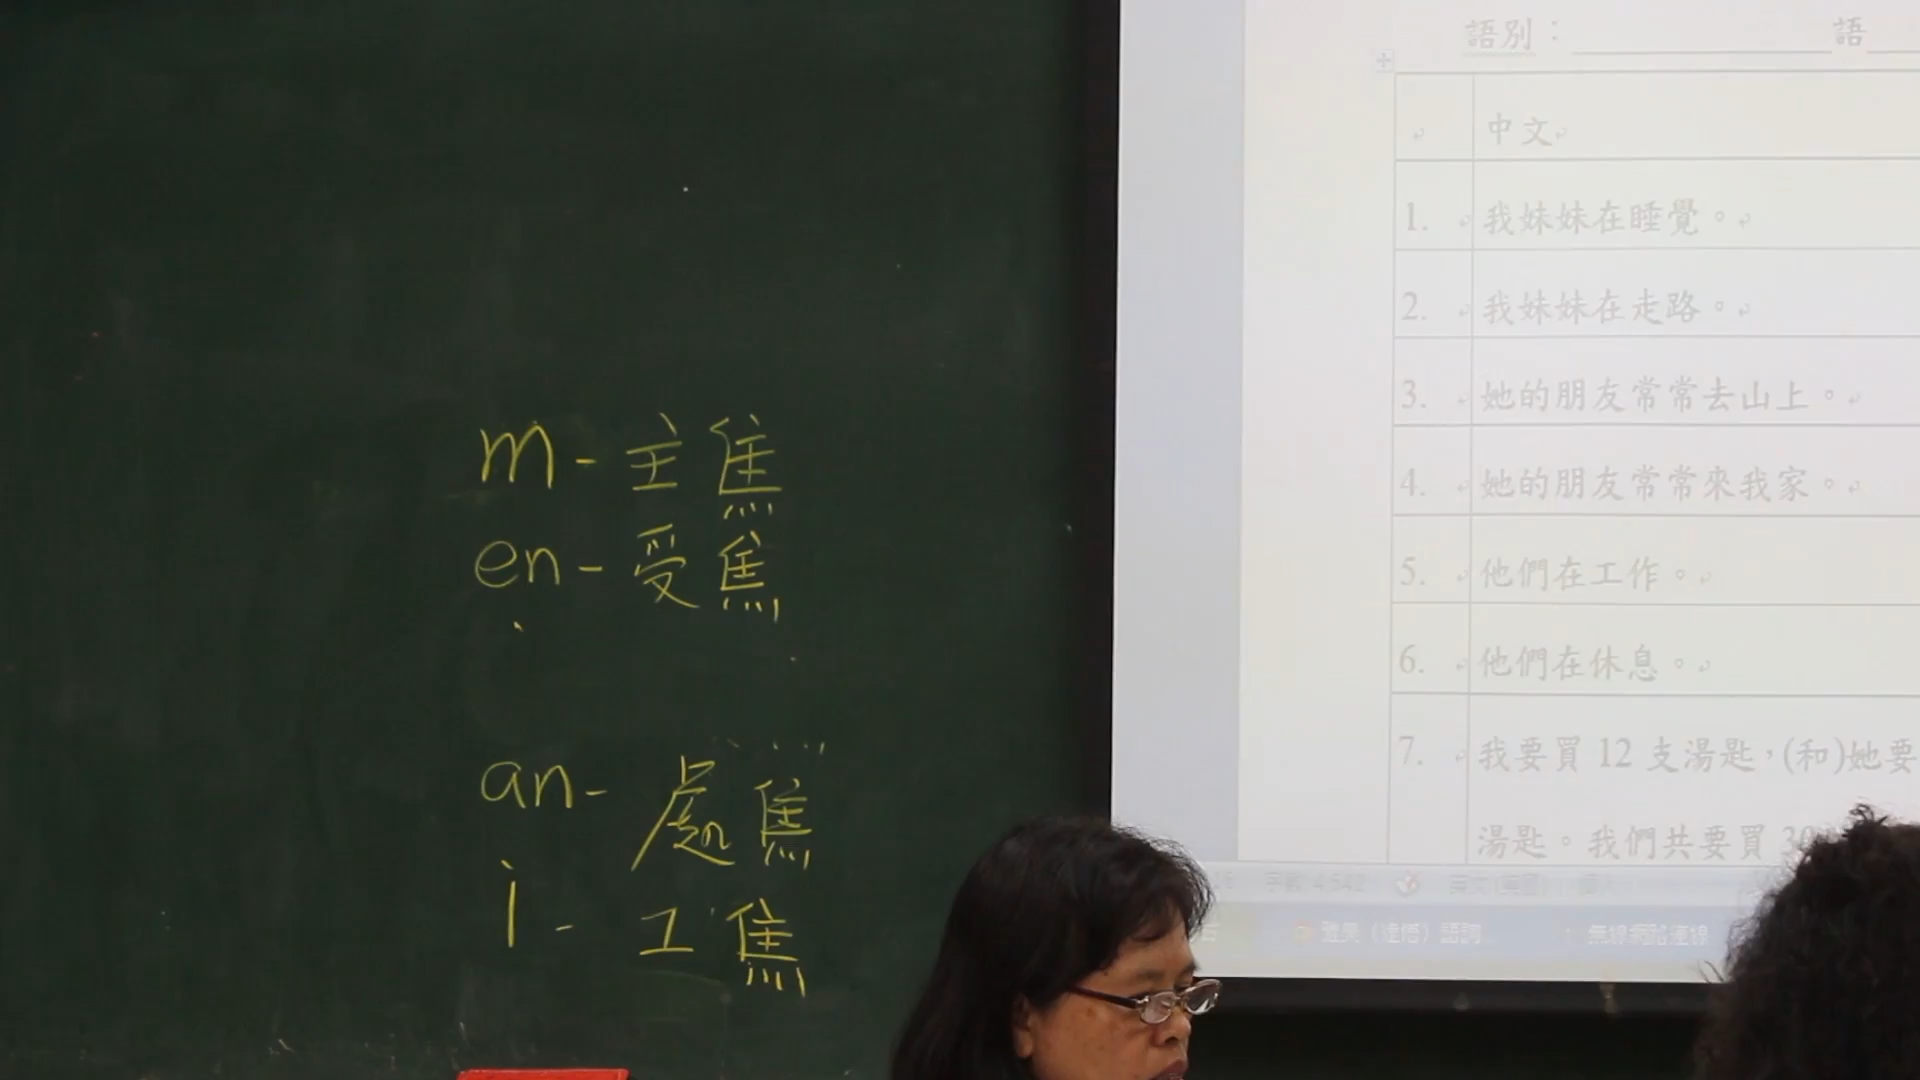 m-主焦
en-受焦
an-處焦
i-工焦
語別：語
中文
1. 我妹妹在睡覺。
2. 我妹妹在走路。
3. 她的朋友常常去山上。
4. 她的朋友常常來我家。
5. 他們在工作。
6. 他們在休息。
7. 我要買 12 支湯匙，(和)她要
湯匙。我們共要買 30